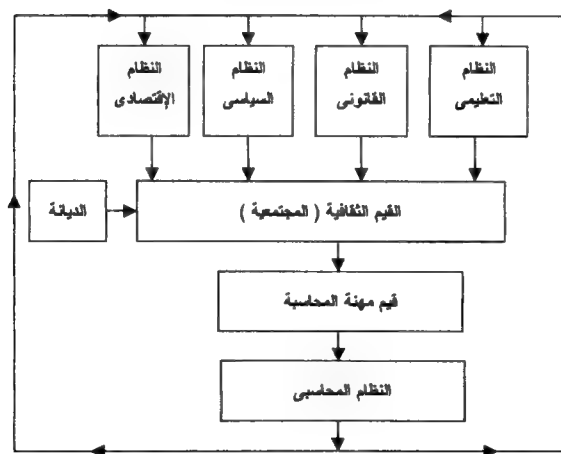 النظام
التعليمى
النظام
القانونى
النظام
السياسى
النظام
الإقتصادى
القيم الثقافية ( المجتمعية )
الديانة
قيم مهنة المحاسبة
النظام المحاسبى